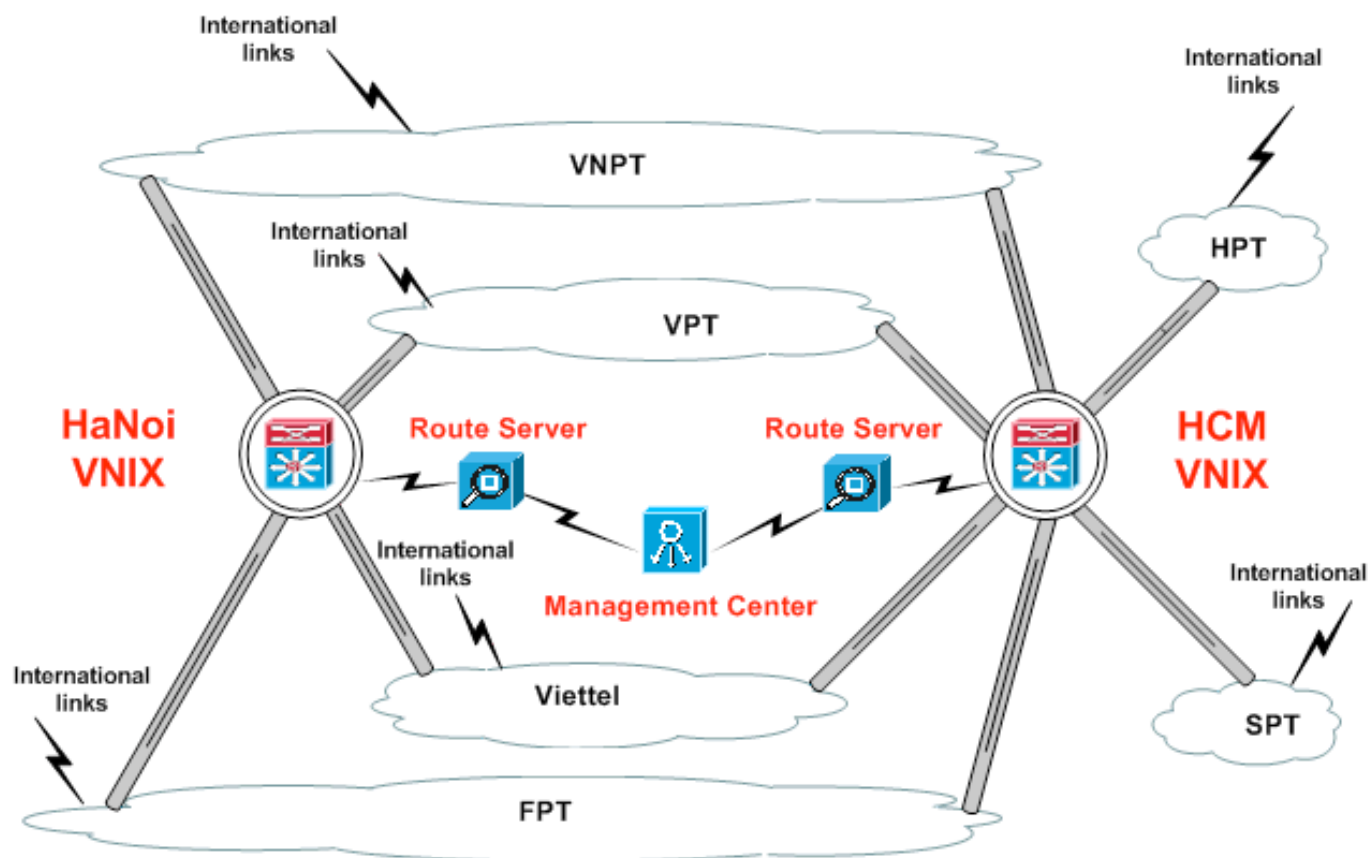 International
links
International
links
VNPT
International
links
HPT
VPT
HaNoi
VNIX
Route Server
Route Server
HCM
VNIX
International
links
Management Center
International
links
International
links
Viettel
SPT
FPT